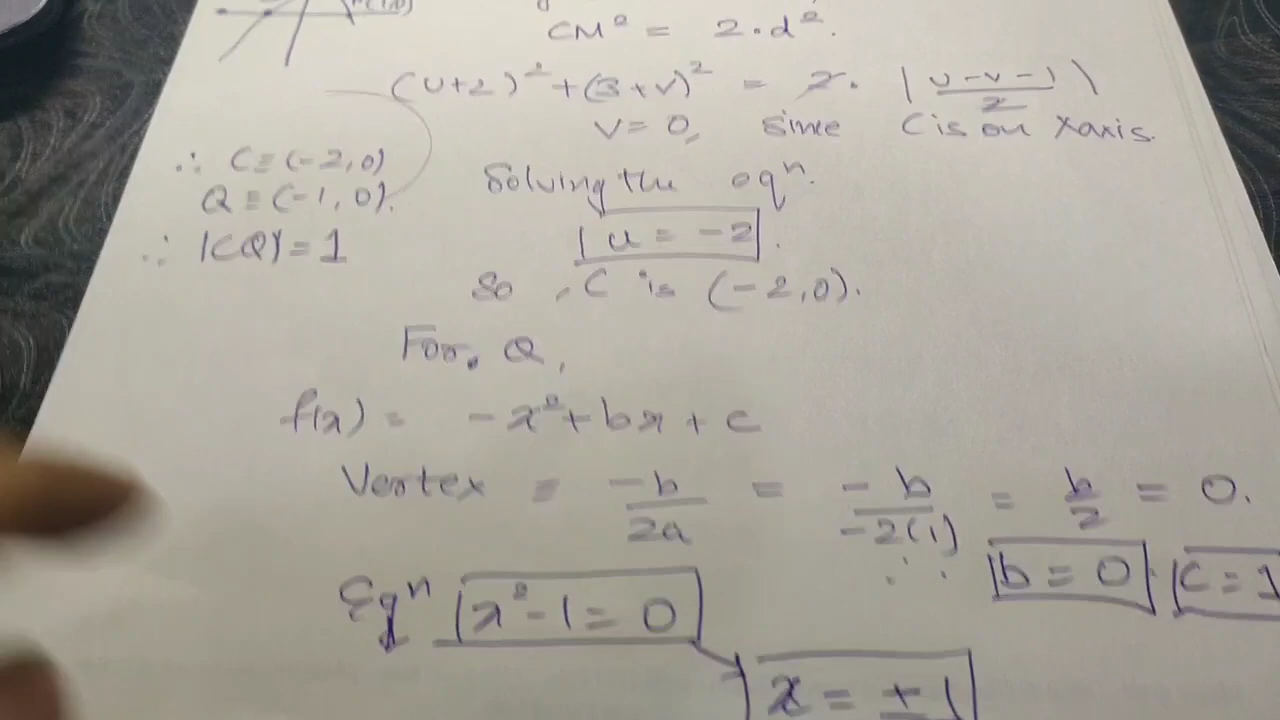 CM² = 2·d².
(u+2)² + (3+v)² = 2. |u-v-1/2|
v=0, since C is on X axis.
∴ C≡(-2,0)
Solving the eqⁿ.
Q≡(-1,0).
|u = -2|.
∴ |CQ|=1
So, C is (-2,0).
For, Q,
f(x) = -x²+bx+c
Vertex = -b/2a = -b/-2(1) = b/2 = 0.
∴ b=0 c=1
Eqⁿ x²-1=0
x = ±1